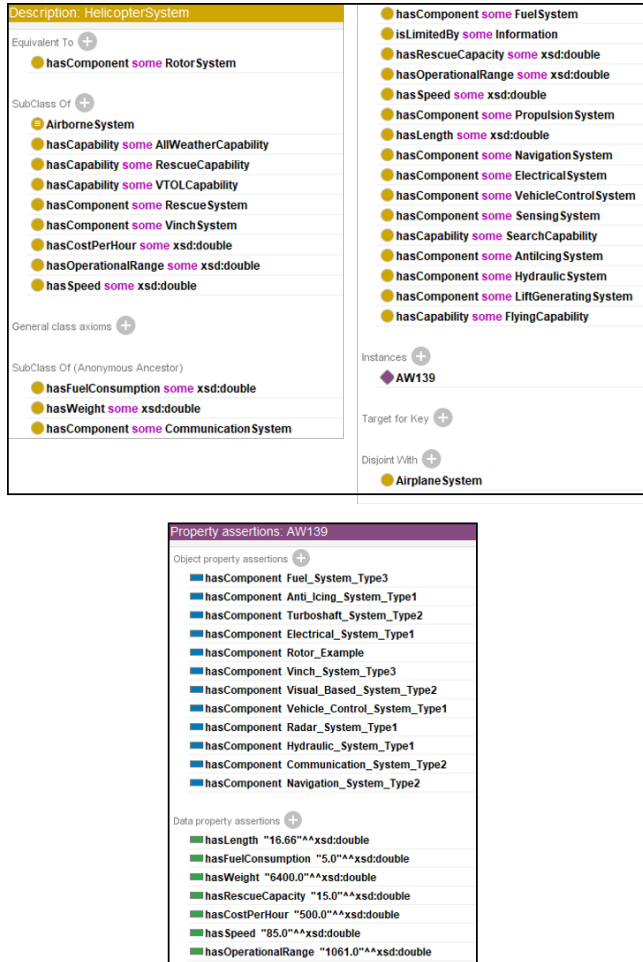 Description: HelicopterSystem
Equivalent To
hasComponent some RotorSystem
SubClass Of
AirborneSystem
hasCapability some AllWeatherCapability
hasCapability some RescueCapability
hasCapability some VTOLCapability
hasComponent some RescueSystem
hasComponent some VinchSystem
hasCostPerHour some xsd:double
hasOperationalRange some xsd:double
hasSpeed some xsd:double
General class axioms
SubClass Of (Anonymous Ancestor)
hasFuelConsumption some xsd:double
hasWeight some xsd:double
hasComponent some CommunicationSystem
hasComponent some FuelSystem
isLimitedBy some Information
hasRescueCapacity some xsd:double
hasOperationalRange some xsd:double
hasSpeed some xsd:double
hasComponent some PropulsionSystem
hasLength some xsd:double
hasComponent some NavigationSystem
hasComponent some ElectricalSystem
hasComponent some VehicleControlSystem
hasComponent some SensingSystem
hasCapability some SearchCapability
hasComponent some AntiIcingSystem
hasComponent some HydraulicSystem
hasComponent some LiftGeneratingSystem
hasCapability some FlyingCapability
Instances
AW139
Target for Key
Disjoint With
AirplaneSystem
Property assertions: AW139
Object property assertions
hasComponent Fuel_System_Type3
hasComponent Anti_Icing_System_Type1
hasComponent Turboshaft_System_Type2
hasComponent Electrical_System_Type1
hasComponent Rotor_Example
hasComponent Vinch_System_Type3
hasComponent Visual_Based_System_Type2
hasComponent Vehicle_Control_System_Type1
hasComponent Radar_System_Type1
hasComponent Hydraulic_System_Type1
hasComponent Communication_System_Type2
hasComponent Navigation_System_Type2
Data property assertions
hasLength "16.66"^^xsd:double
hasFuelConsumption "5.0"^^xsd:double
hasWeight "6400.0"^^xsd:double
hasRescueCapacity "15.0"^^xsd:double
hasCostPerHour "500.0"^^xsd:double
hasSpeed "85.0"^^xsd:double
hasOperationalRange "1061.0"^^xsd:double